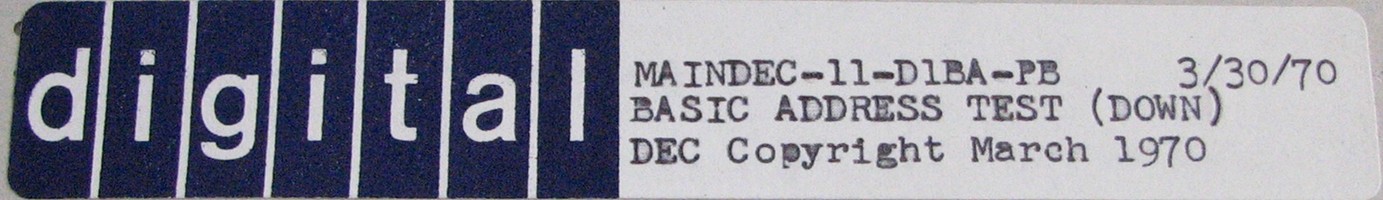 digital
MAINDEC-11-D1BA-PB 3/30/70
BASIC ADDRESS TEST (DOWN)
DEC Copyright March 1970